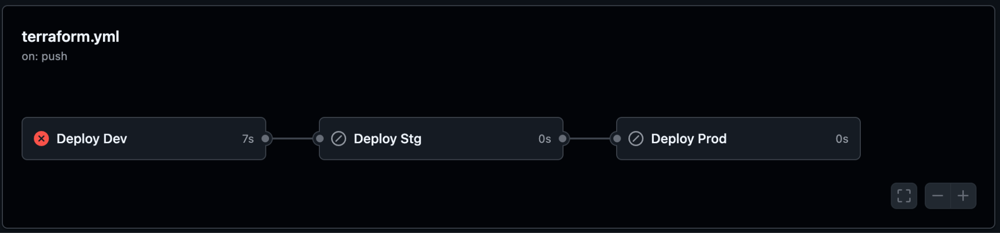 terraform.yml
on: push
Deploy Dev 7s
Deploy Stg 0s
Deploy Prod 0s